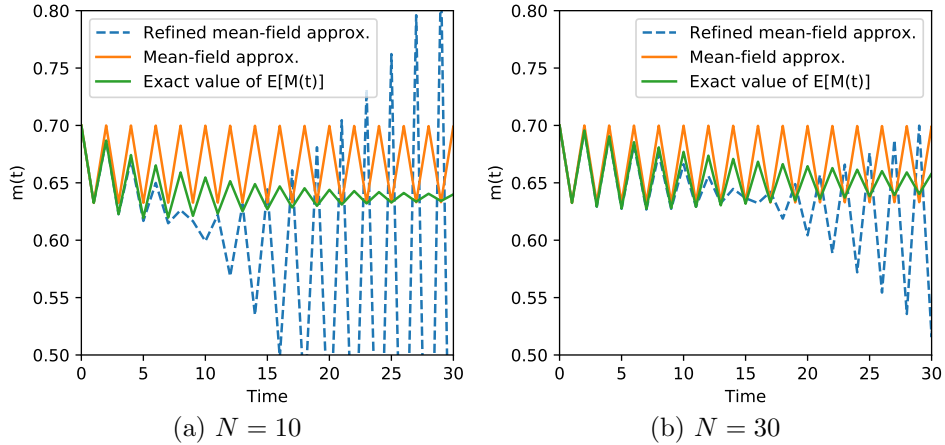 0.80
0.75
0.70
0.65
0.60
0.55
0.50
m(t)
Refined mean-field approx.
Mean-field approx.
Exact value of E[M(t)]
0 5 10 15 20 25 30
Time
(a) N = 10
0.80
0.75
0.70
0.65
0.60
0.55
0.50
m(t)
Refined mean-field approx.
Mean-field approx.
Exact value of E[M(t)]
0 5 10 15 20 25 30
Time
(b) N = 30